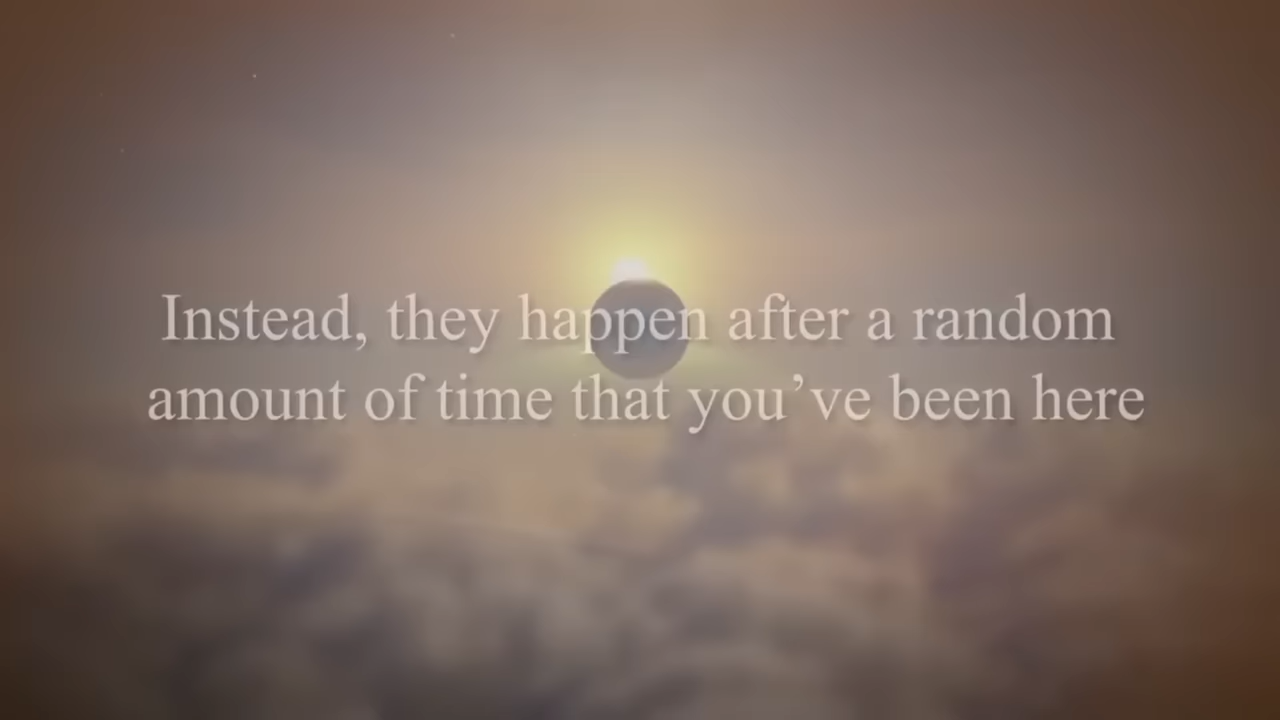 Instead, they happen after a random
amount of time that you’ve been here